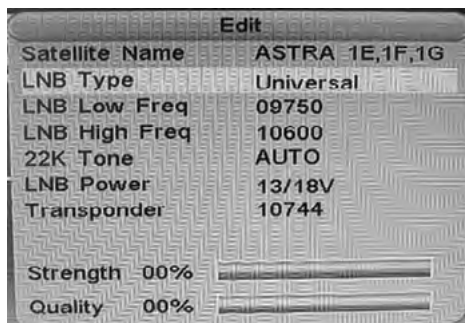 Edit
Satellite Name ASTRA 1E,1F,1G
LNB Type Universal
LNB Low Freq 09750
LNB High Freq 10600
22K Tone AUTO
LNB Power 13/18V
Transponder 10744
Strength 00%
Quality 00%